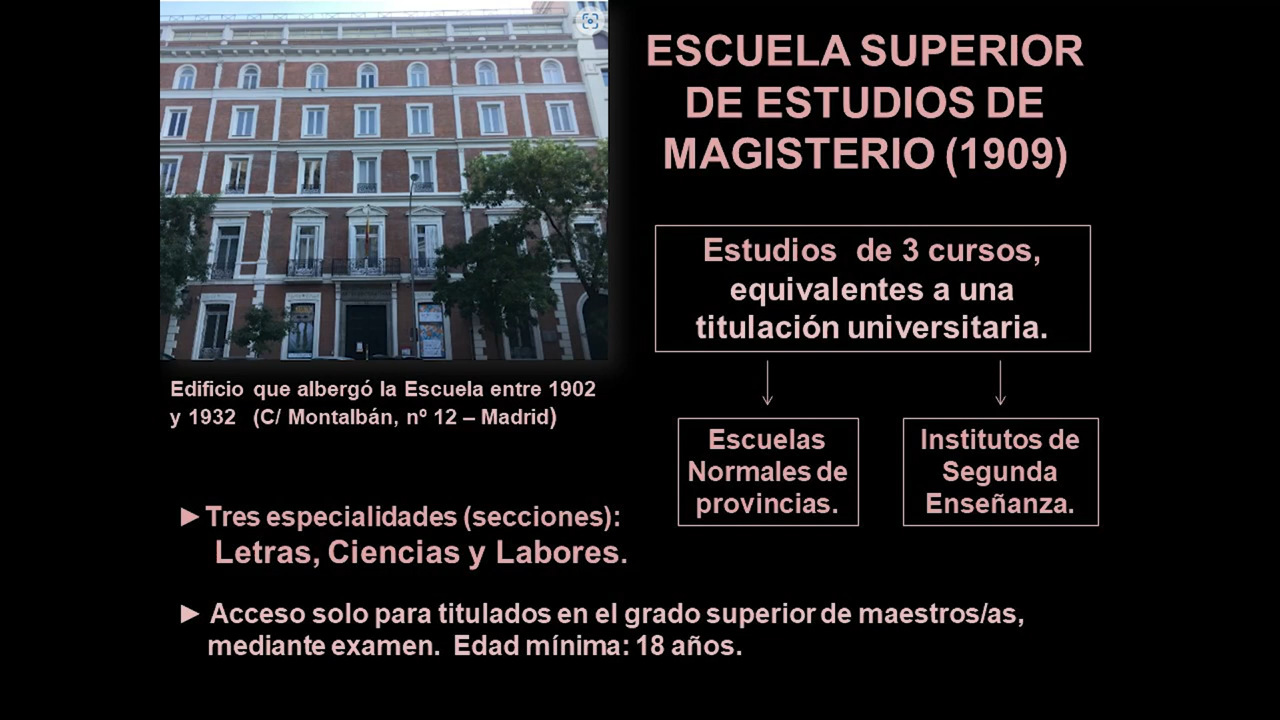 ESCUELA SUPERIOR
DE ESTUDIOS DE
MAGISTERIO (1909)
Estudios de 3 cursos,
equivalentes a una
titulación universitaria.
Escuelas
Normales de
provincias.
Institutos de
Segunda
Enseñanza.
Edificio que albergó la Escuela entre 1902
y 1932 (C/ Montalbán, nº 12 – Madrid)
►Tres especialidades (secciones):
Letras, Ciencias y Labores.
► Acceso solo para titulados en el grado superior de maestros/as,
mediante examen. Edad mínima: 18 años.